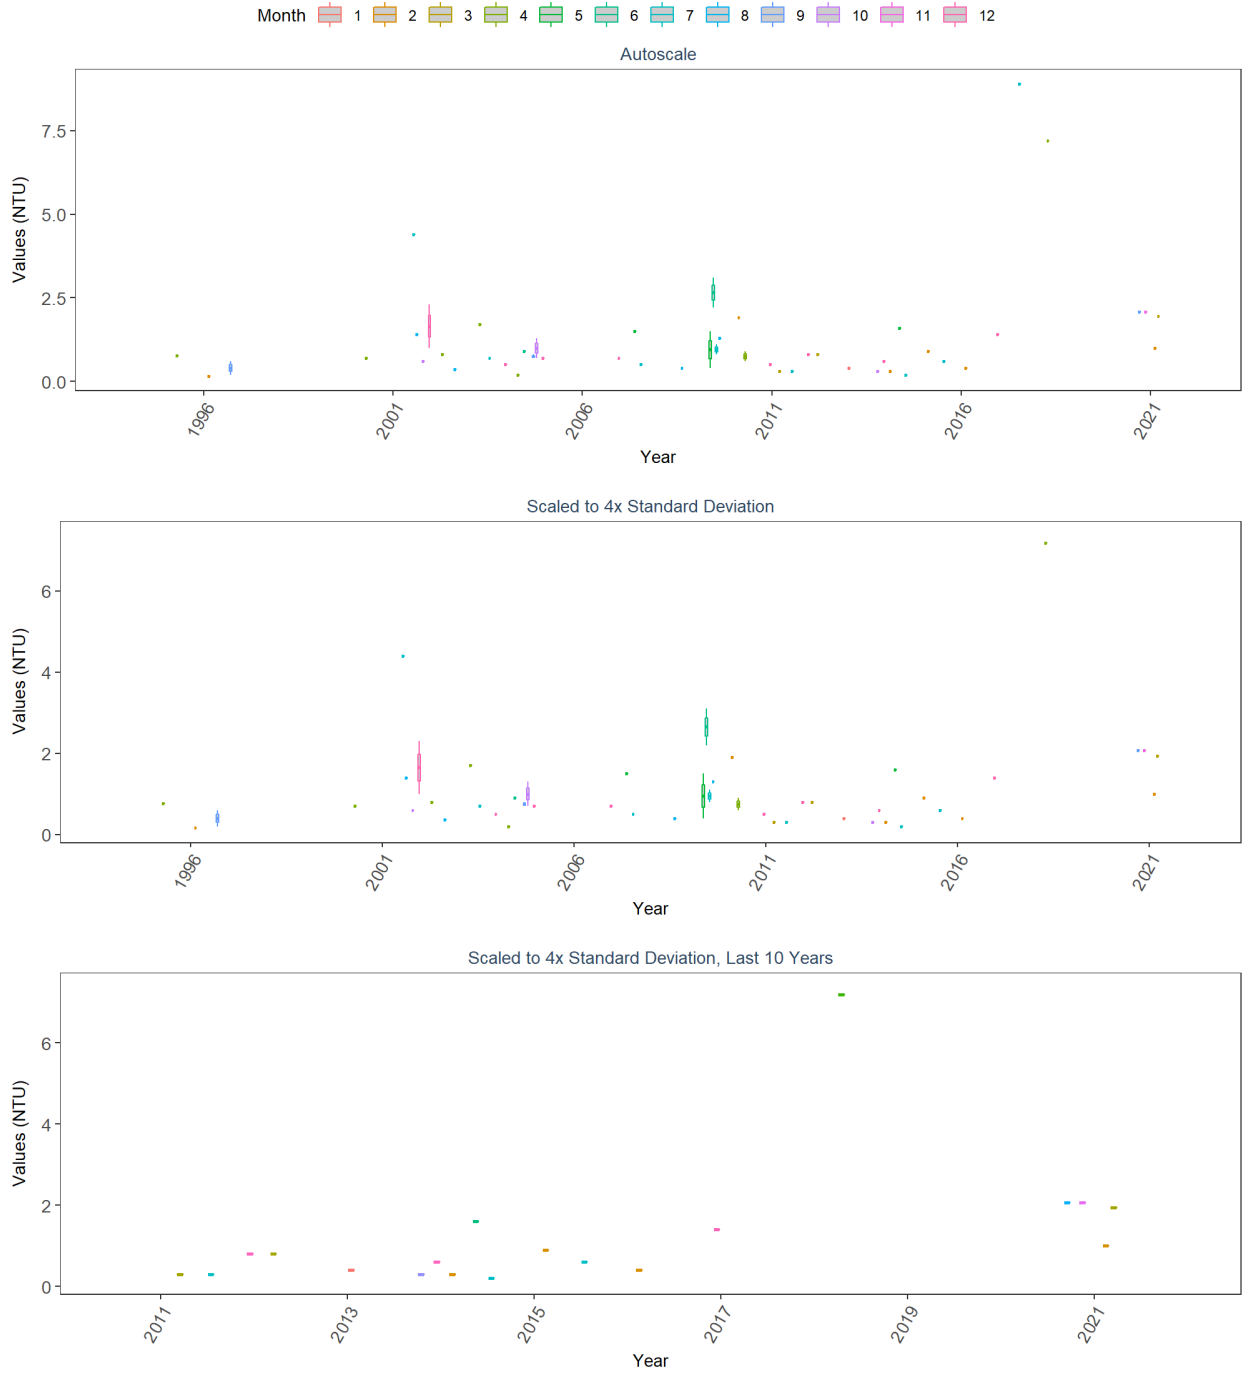 Month 1 2 3 4 5 6 7 8 9 10 11 12
Autoscale
Values (NTU)
7.5
5.0
2.5
0.0
1996 2001 2006 2011 2016 2021
Year
Scaled to 4x Standard Deviation
Values (NTU)
6
4
2
0
1996 2001 2006 2011 2016 2021
Year
Scaled to 4x Standard Deviation, Last 10 Years
Values (NTU)
6
4
2
0
2011 2013 2015 2017 2019 2021
Year